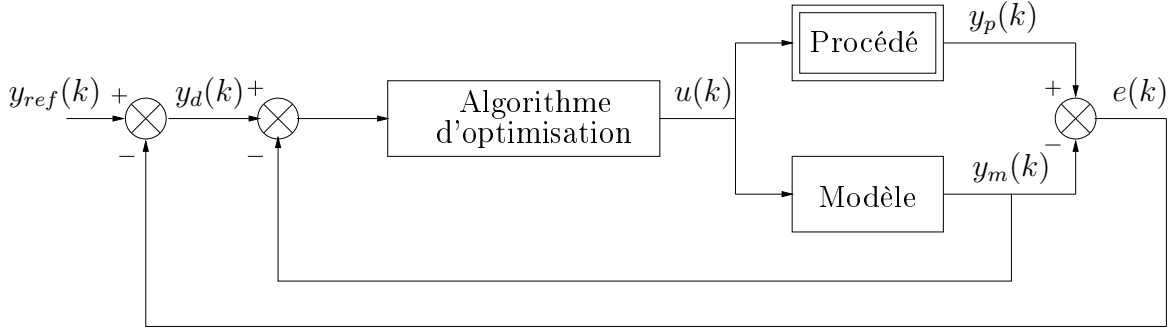 y_p(k)
Procédé
y_ref(k) + y_d(k) + Algorithme u(k) + e(k)
d'optimisation
− − −
y_m(k)
Modèle